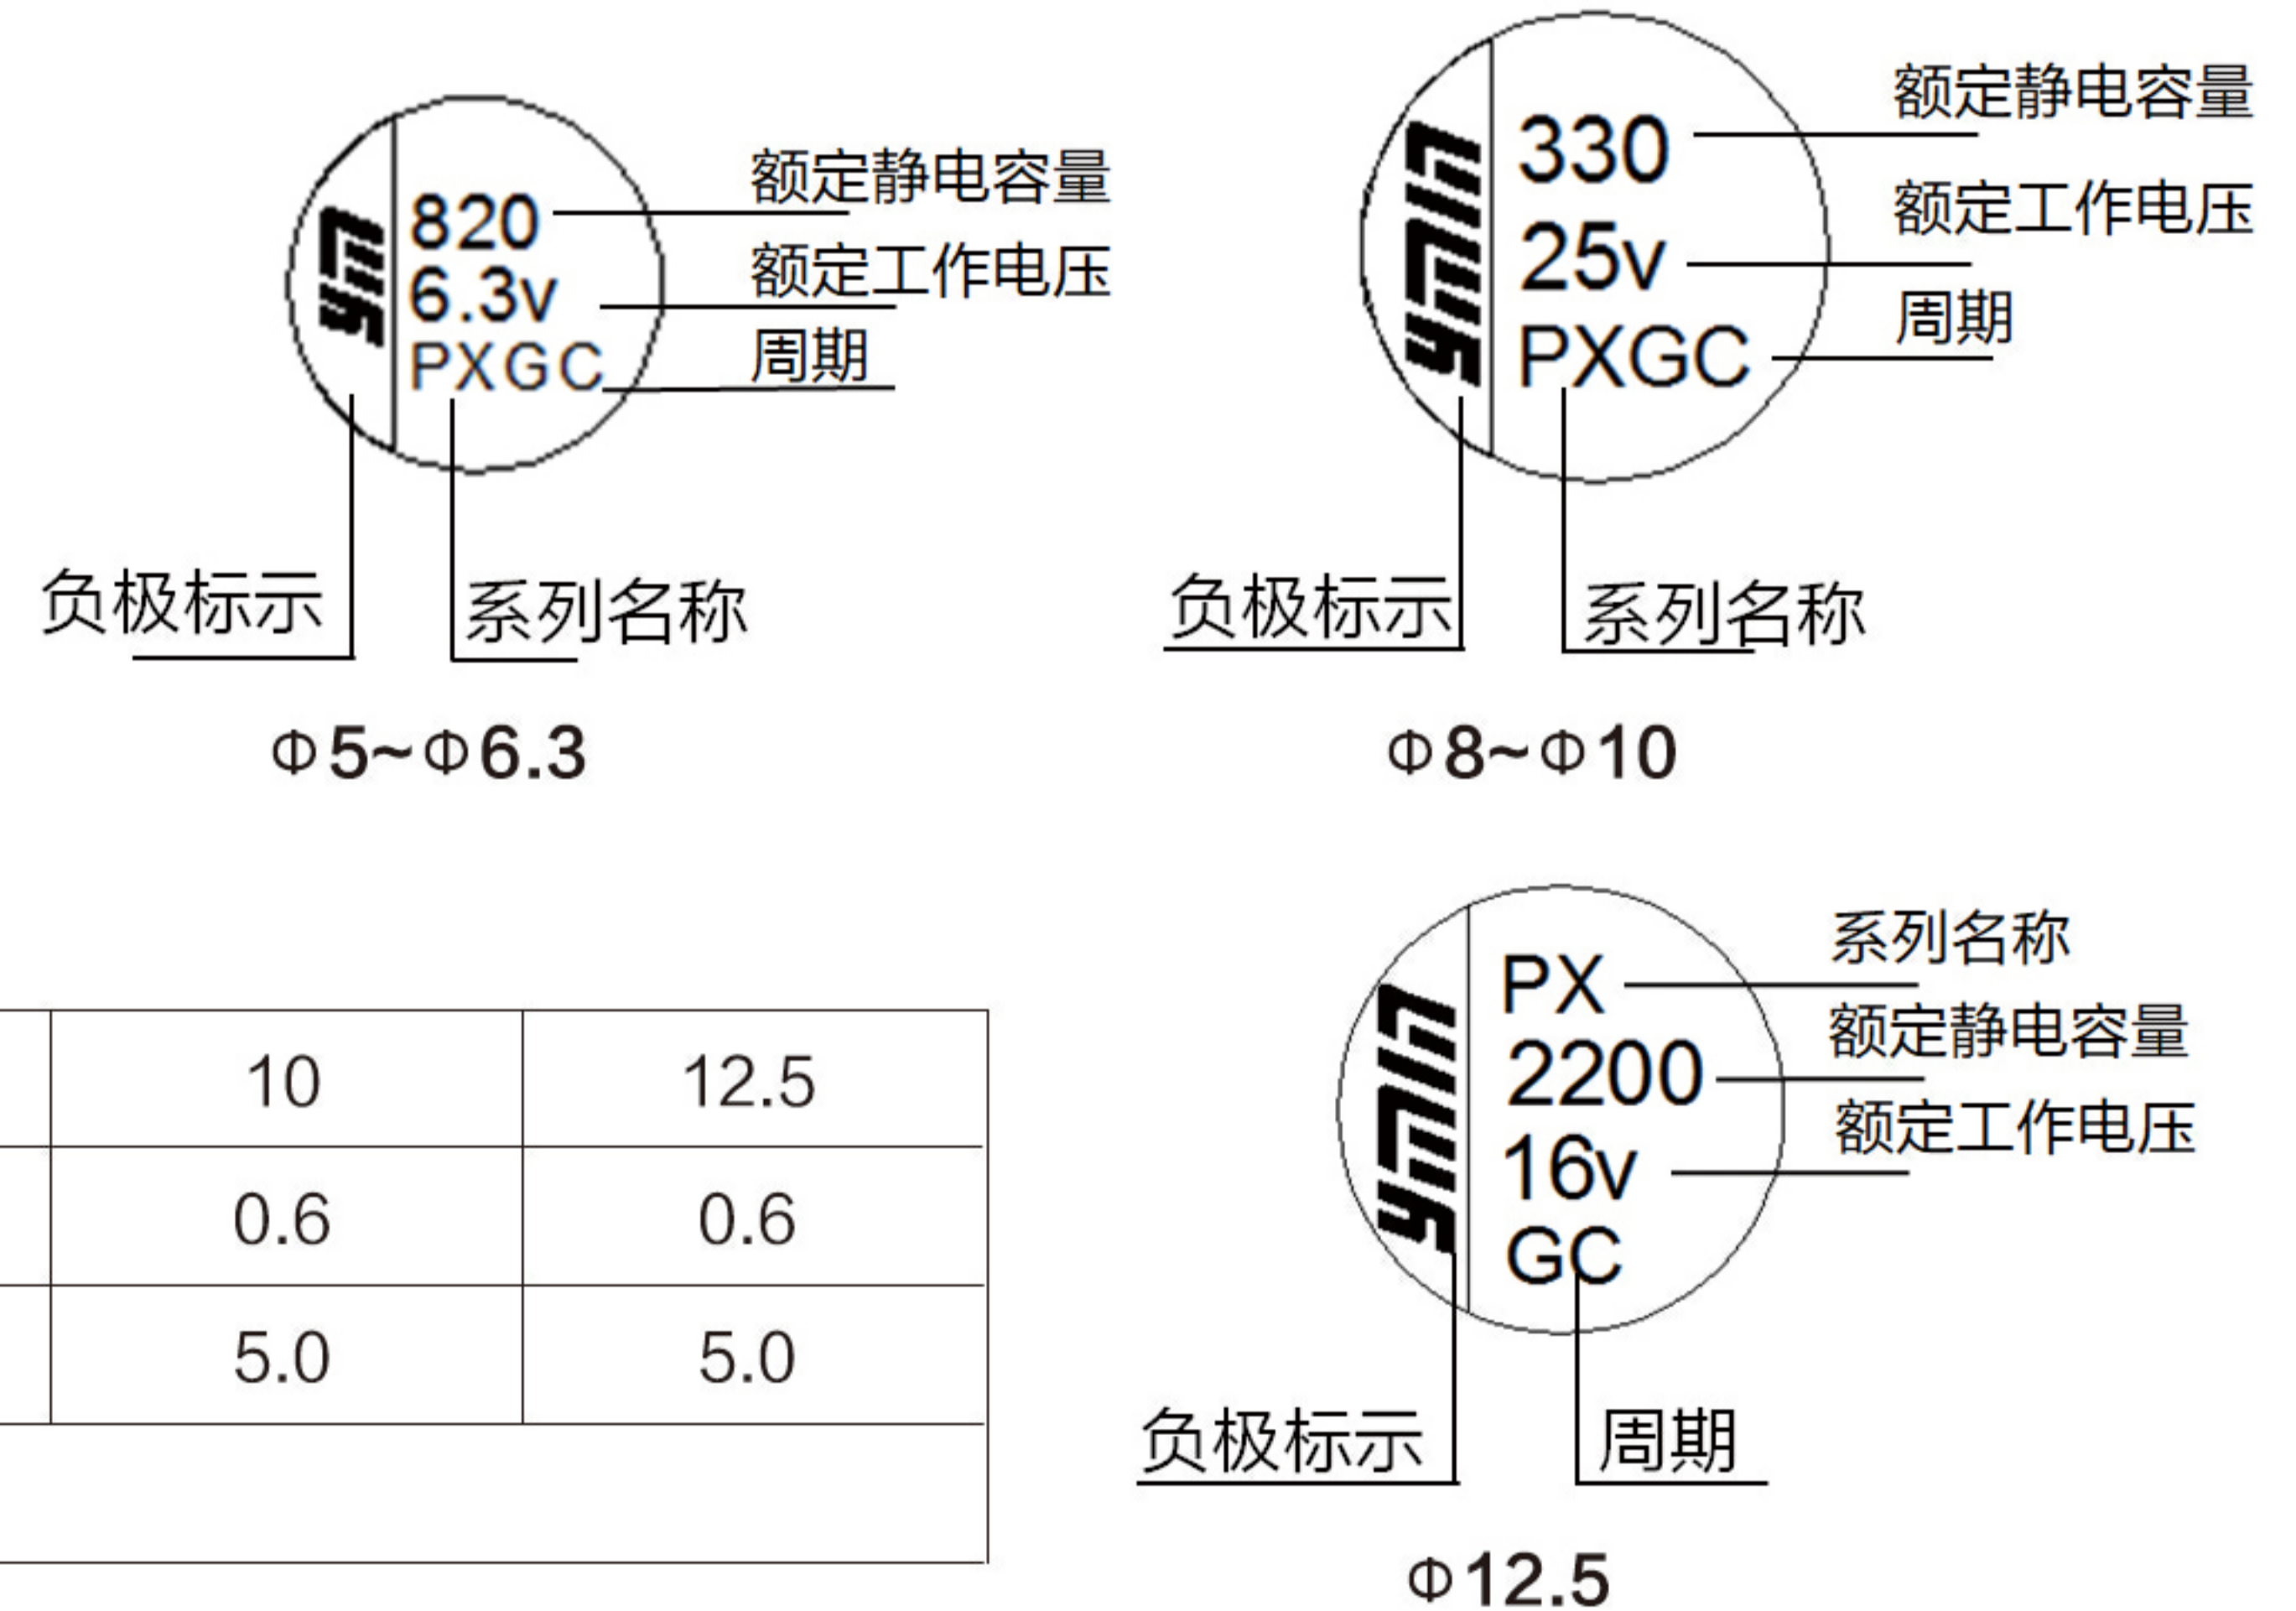 820
6.3v
PXGC
ym
额定静电容量
额定工作电压
周期
负极标示
系列名称
Φ5~Φ6.3
330
25v
PXGC
ymin
额定静电容量
额定工作电压
周期
负极标示
系列名称
Φ8~Φ10
10 12.5
0.6 0.6
5.0 5.0
PX
2200
16v
GC
ymin
系列名称
额定静电容量
额定工作电压
负极标示
周期
Φ12.5